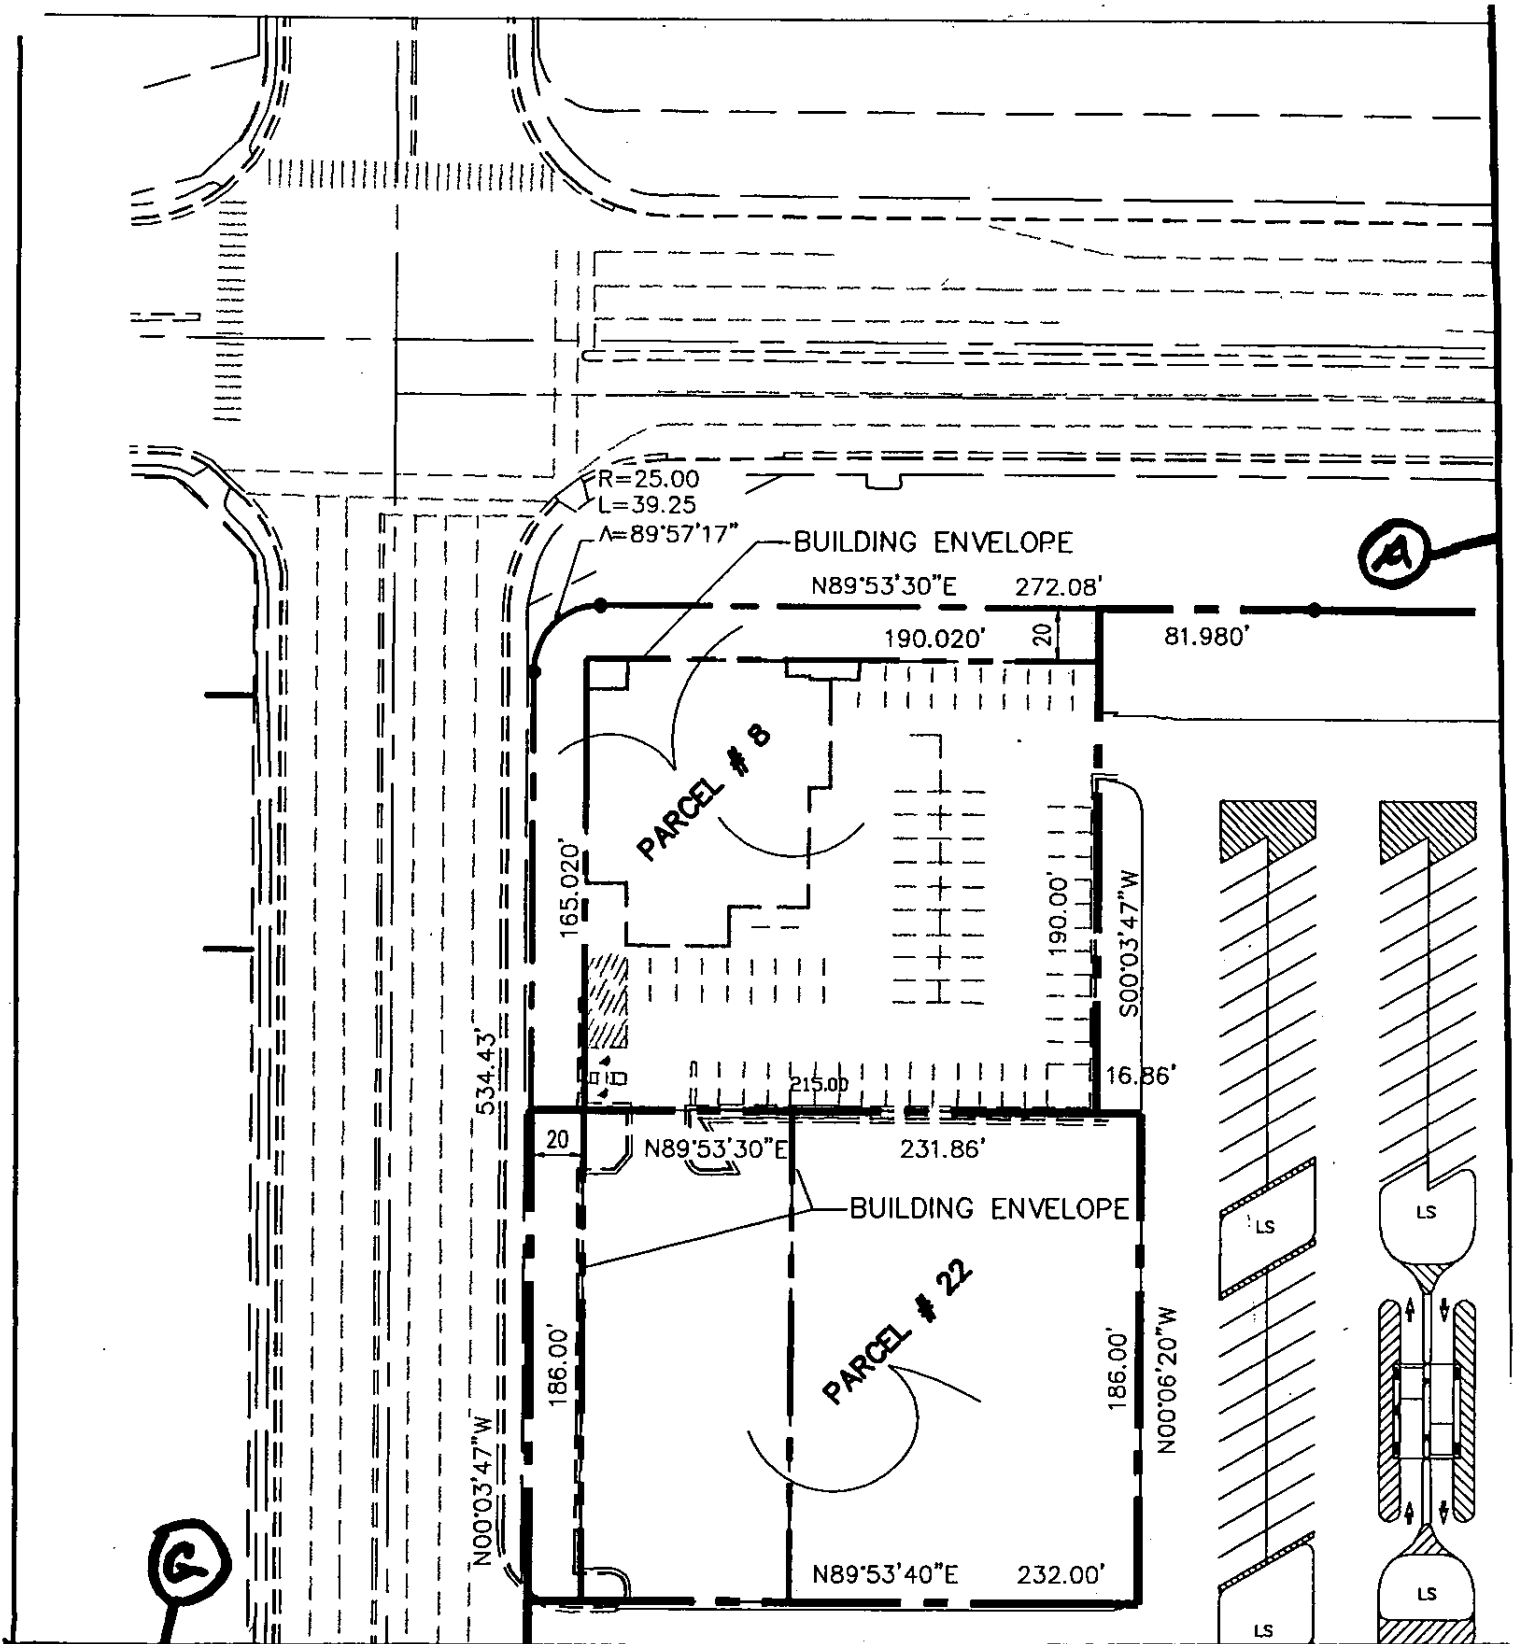 R=25.00
L=39.25
Λ=89°57'17"
BUILDING ENVELOPE
A
N89°53'30"E 272.08'
190.020'
20
81.980'
PARCEL # 8
165.020'
190.00'
S00°03'47"W
534.43'
16.86'
215.00
20
N89°53'30"E
231.86'
BUILDING ENVELOPE
LS
LS
PARCEL # 22
186.00'
186.00'
N00°06'20"W
N00°03'47"W
G
N89°53'40"E 232.00'
LS
LS